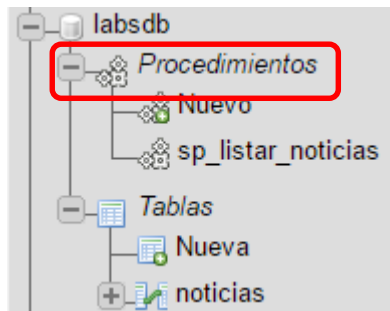 labsdb
Procedimientos
Nuevo
sp_listar_noticias
Tablas
Nueva
noticias